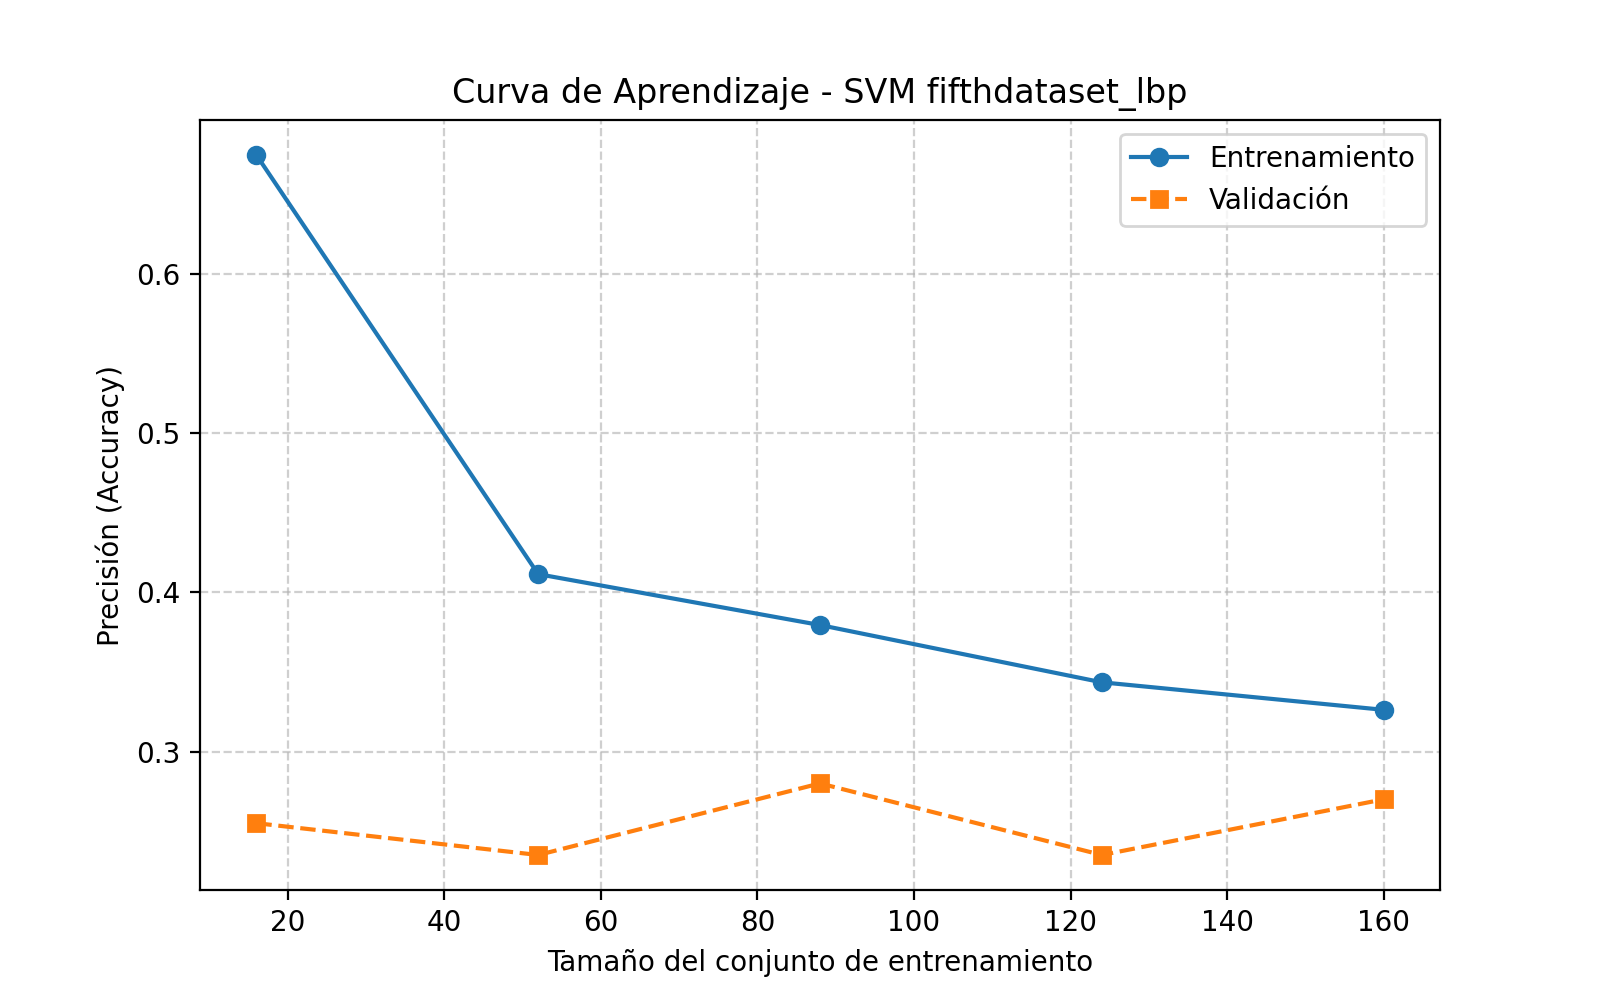 Curva de Aprendizaje - SVM fifthdataset_lbp
Entrenamiento
Validación
Precisión (Accuracy)
0.6
0.5
0.4
0.3
20 40 60 80 100 120 140 160
Tamaño del conjunto de entrenamiento